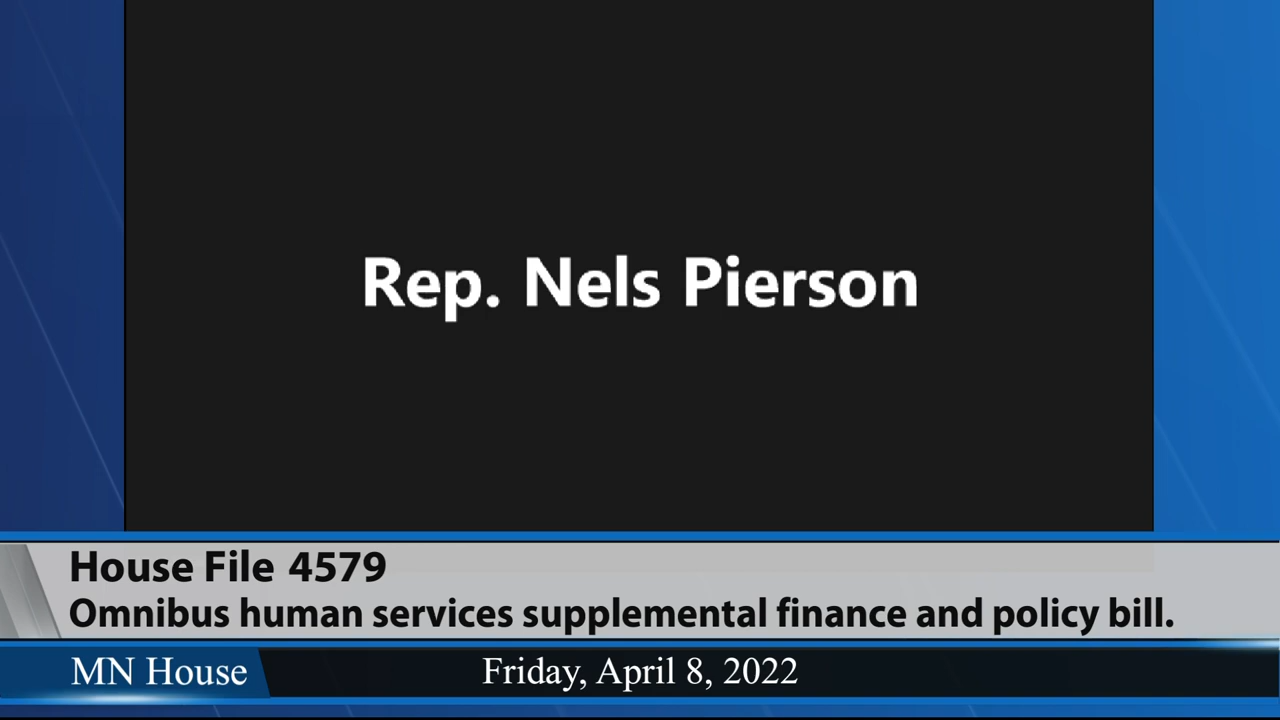 Rep. Nels Pierson
House File 4579
Omnibus human services supplemental finance and policy bill.
MN House
Friday, April 8, 2022